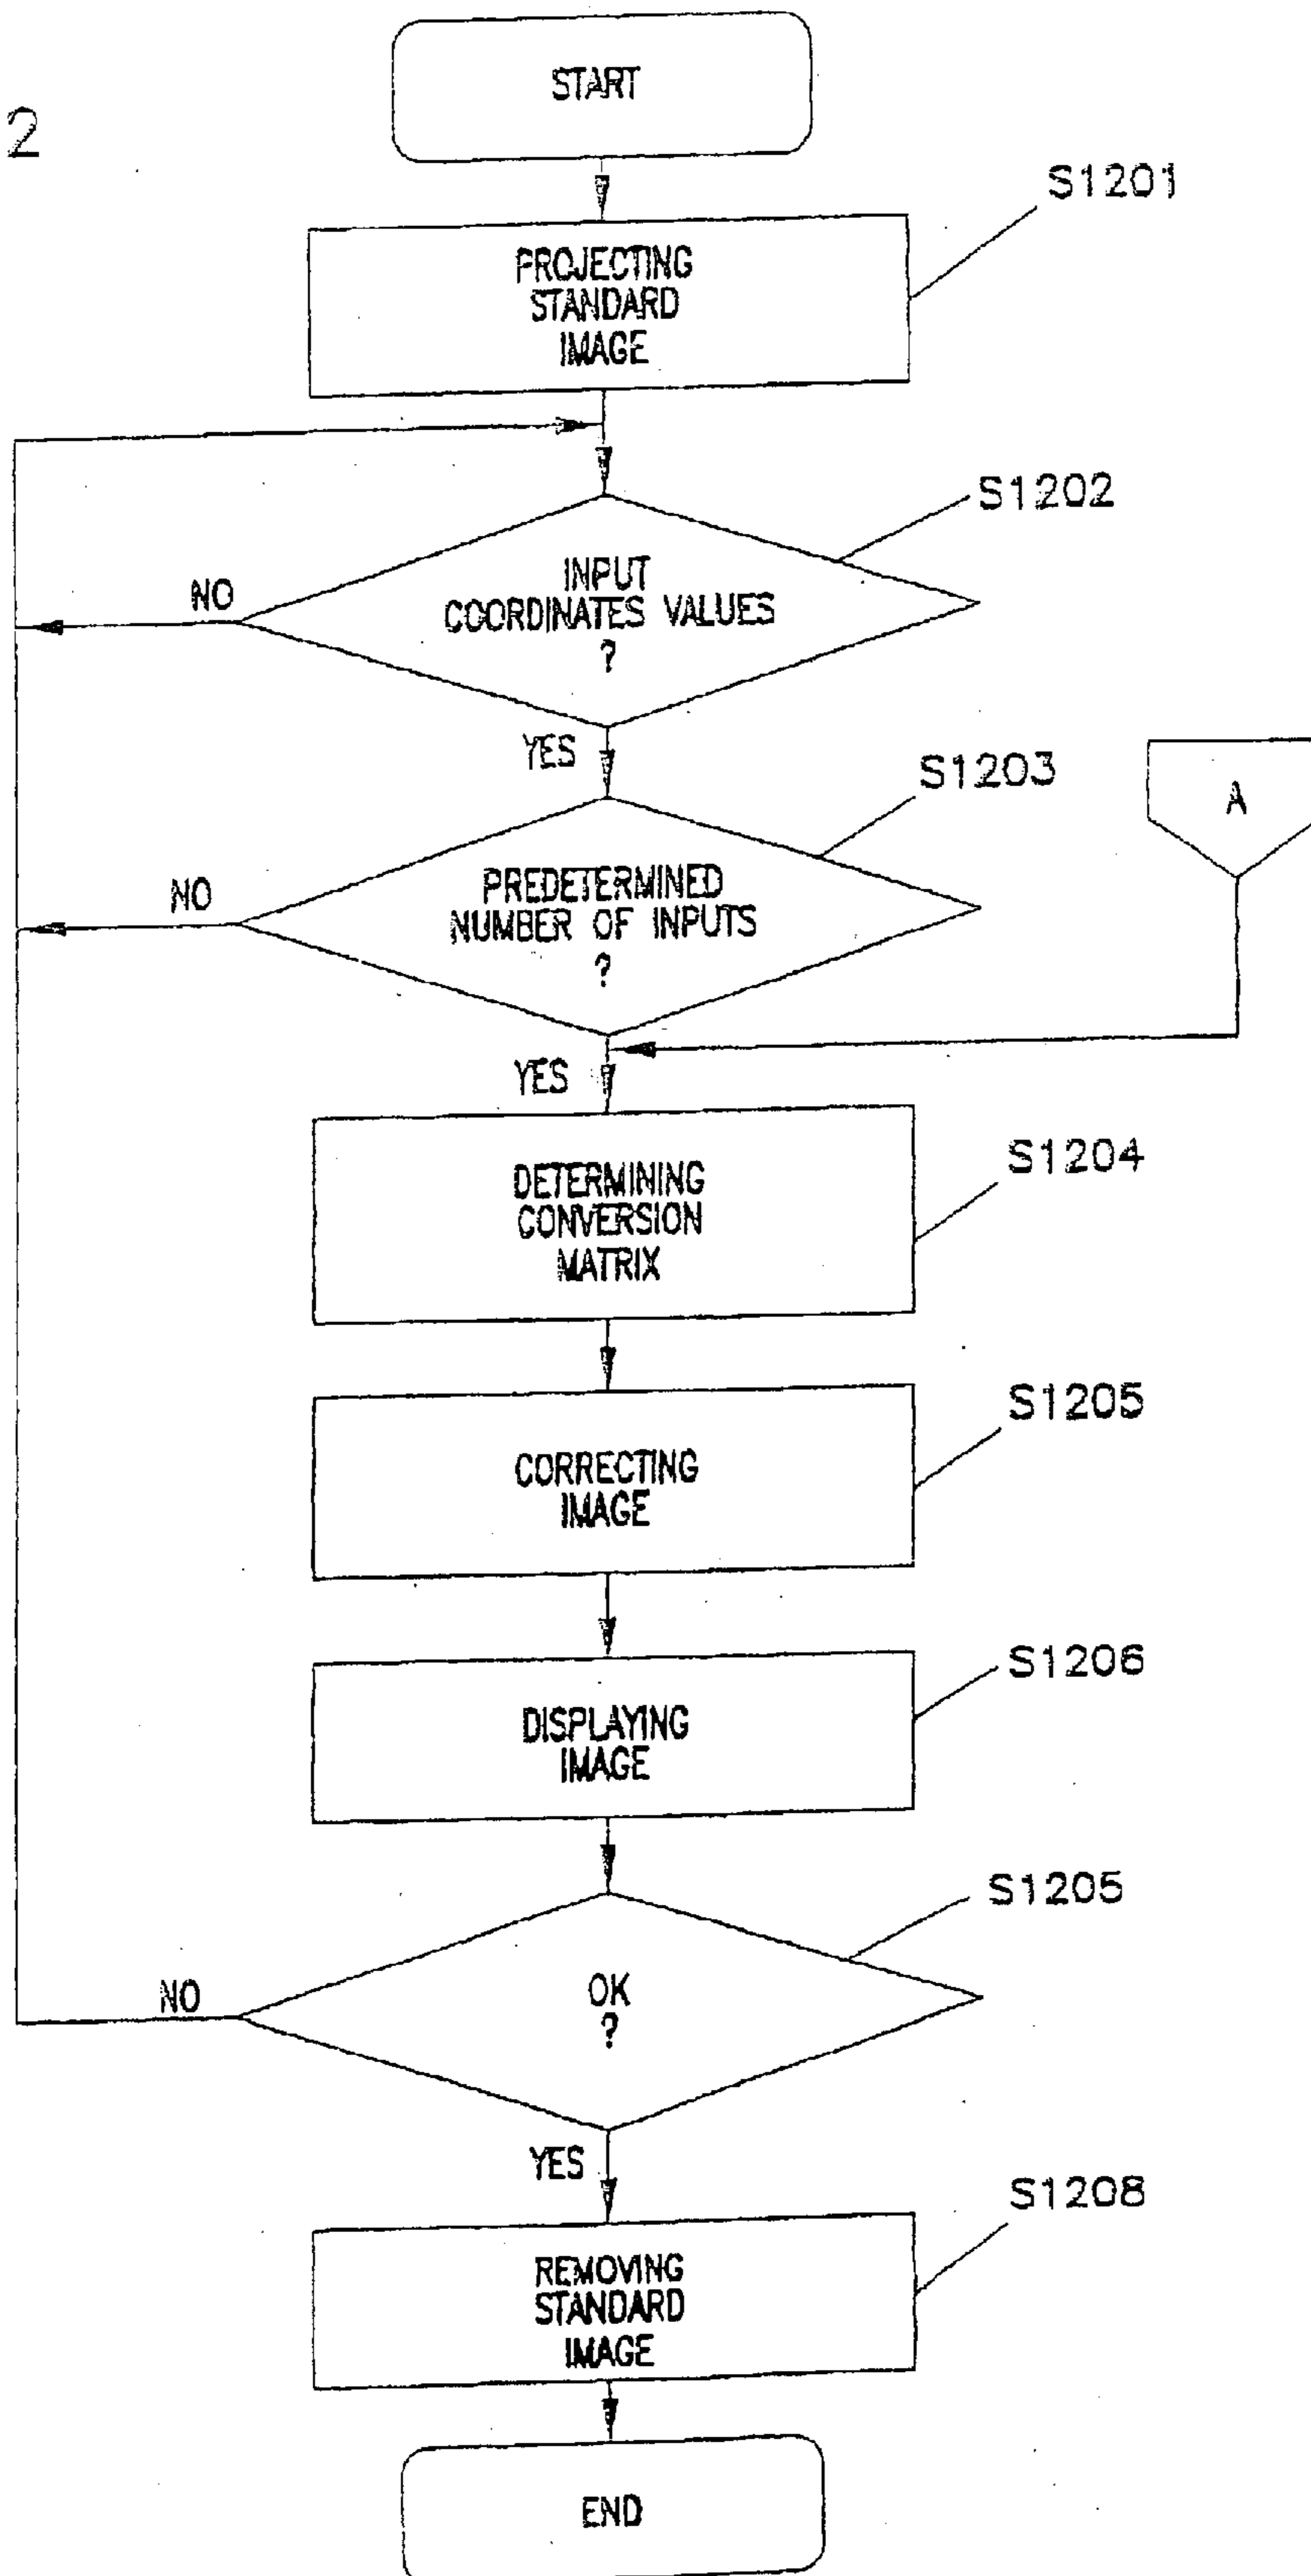 2
START
S1201
PROJECTING
STANDARD
IMAGE
S1202
INPUT
COORDINATES VALUES
?
NO
YES
S1203
A
PREDETERMINED
NUMBER OF INPUTS
?
NO
YES
S1204
DETERMINING
CONVERSION
MATRIX
S1205
CORRECTING
IMAGE
S1206
DISPLAYING
IMAGE
S1205
OK
?
NO
YES
S1208
REMOVING
STANDARD
IMAGE
END